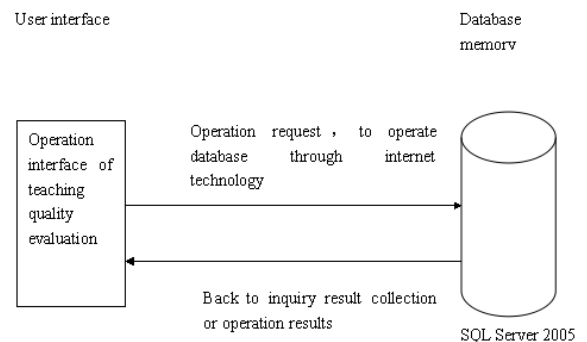 User interface
Database
memory
Operation
interface of
teaching
quality
evaluation
Operation request， to operate
database through internet
technology
Back to inquiry result collection
or operation results
SQL Server 2005